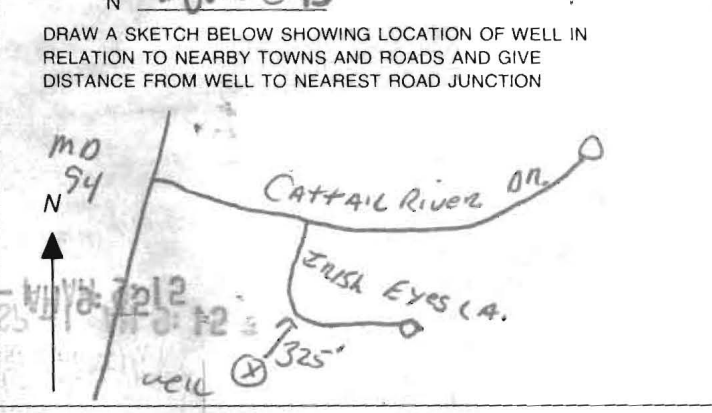 N
DRAW A SKETCH BELOW SHOWING LOCATION OF WELL IN
RELATION TO NEARBY TOWNS AND ROADS AND GIVE
DISTANCE FROM WELL TO NEAREST ROAD JUNCTION
MD
94
N
CATTAIL RIVER DR.
IRISH EYES LA.
325'
well
X